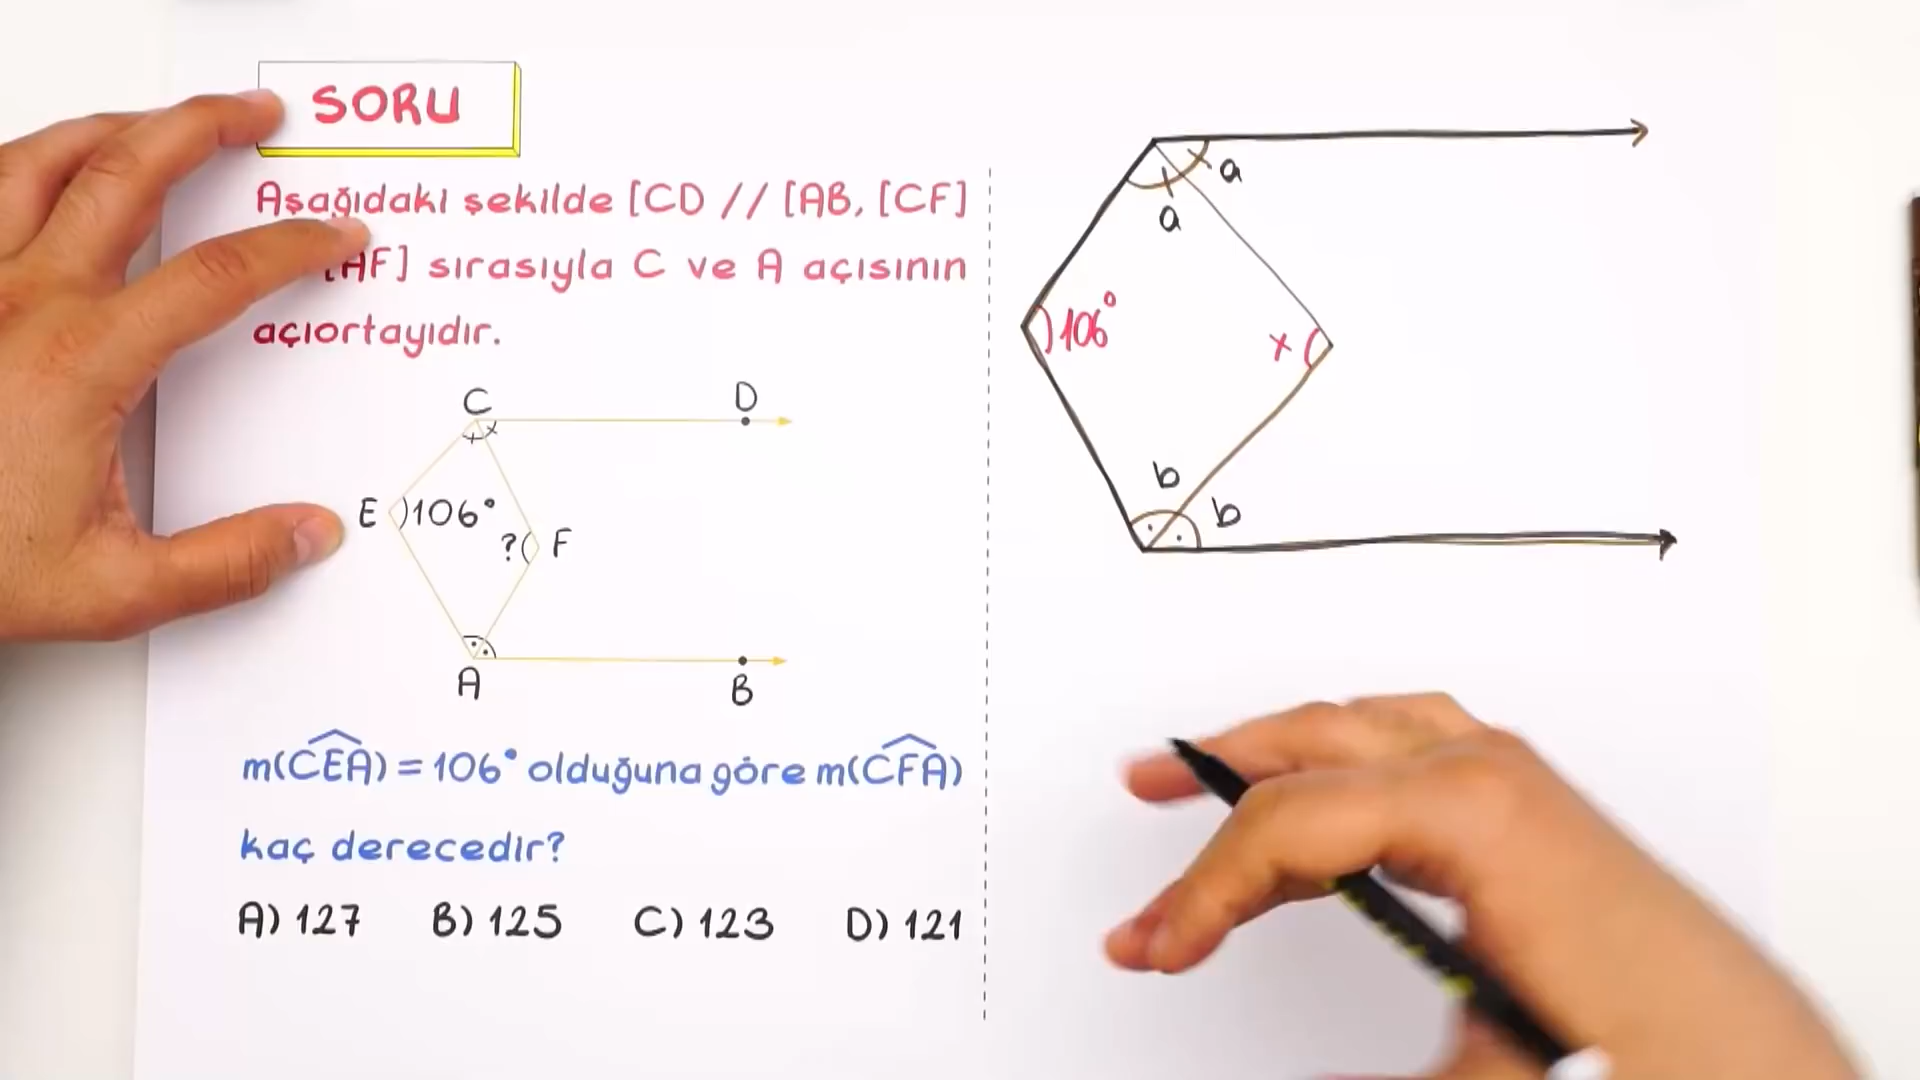 SORU
Aşağıdaki şekilde [CD // [AB, [CF]
[AF] sırasıyla C ve A açısının
açıortayıdır.
C
D
E
106°
?
F
A
B
m(CEA) = 106° olduğuna göre m(CFA)
kaç derecedir?
A) 127 B) 125 C) 123 D) 121
a
a
106°
x
b
b